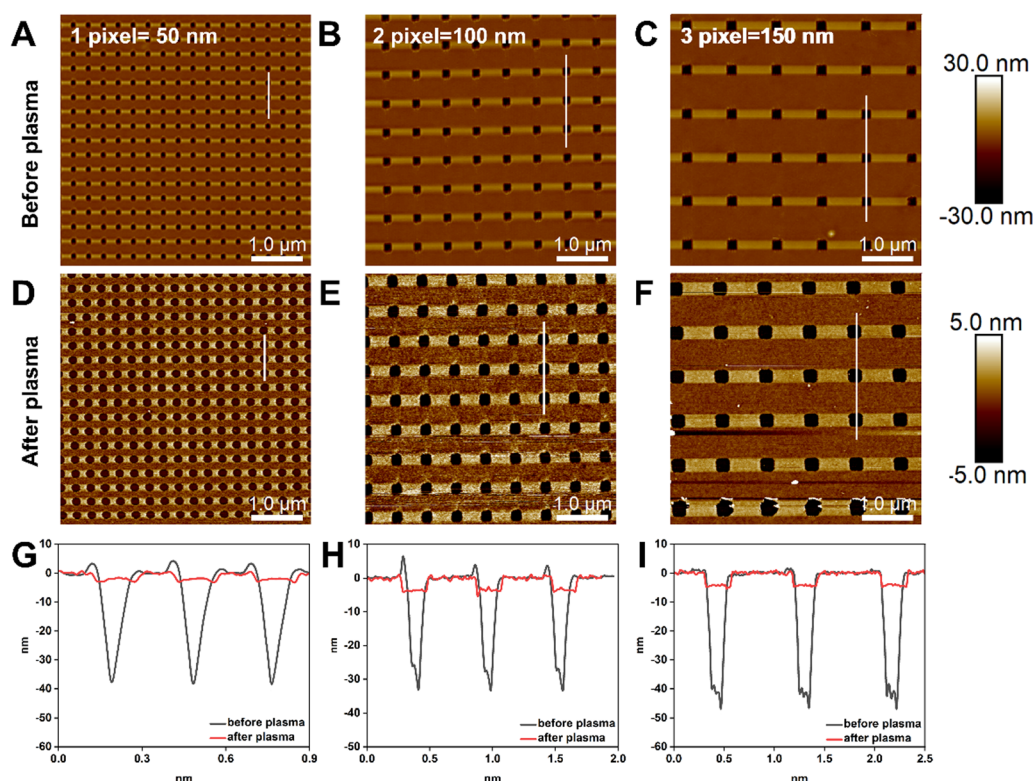 A
1 pixel= 50 nm
B
2 pixel=100 nm
C
3 pixel=150 nm
Before plasma
1.0 µm
1.0 µm
1.0 µm
30.0 nm
-30.0 nm
D
E
F
After plasma
1.0 µm
1.0 µm
1.0 µm
5.0 nm
-5.0 nm
G
10
0
-10
-20
-30
-40
-50
-60
nm
before plasma
after plasma
0.0
0.3
0.6
0.9
nm
H
10
0
-10
-20
-30
-40
-50
nm
before plasma
after plasma
0.0
0.5
1.0
1.5
2.0
nm
I
10
0
-10
-20
-30
-40
-50
-60
nm
before plasma
after plasma
0.0
0.5
1.0
1.5
2.0
2.5
nm